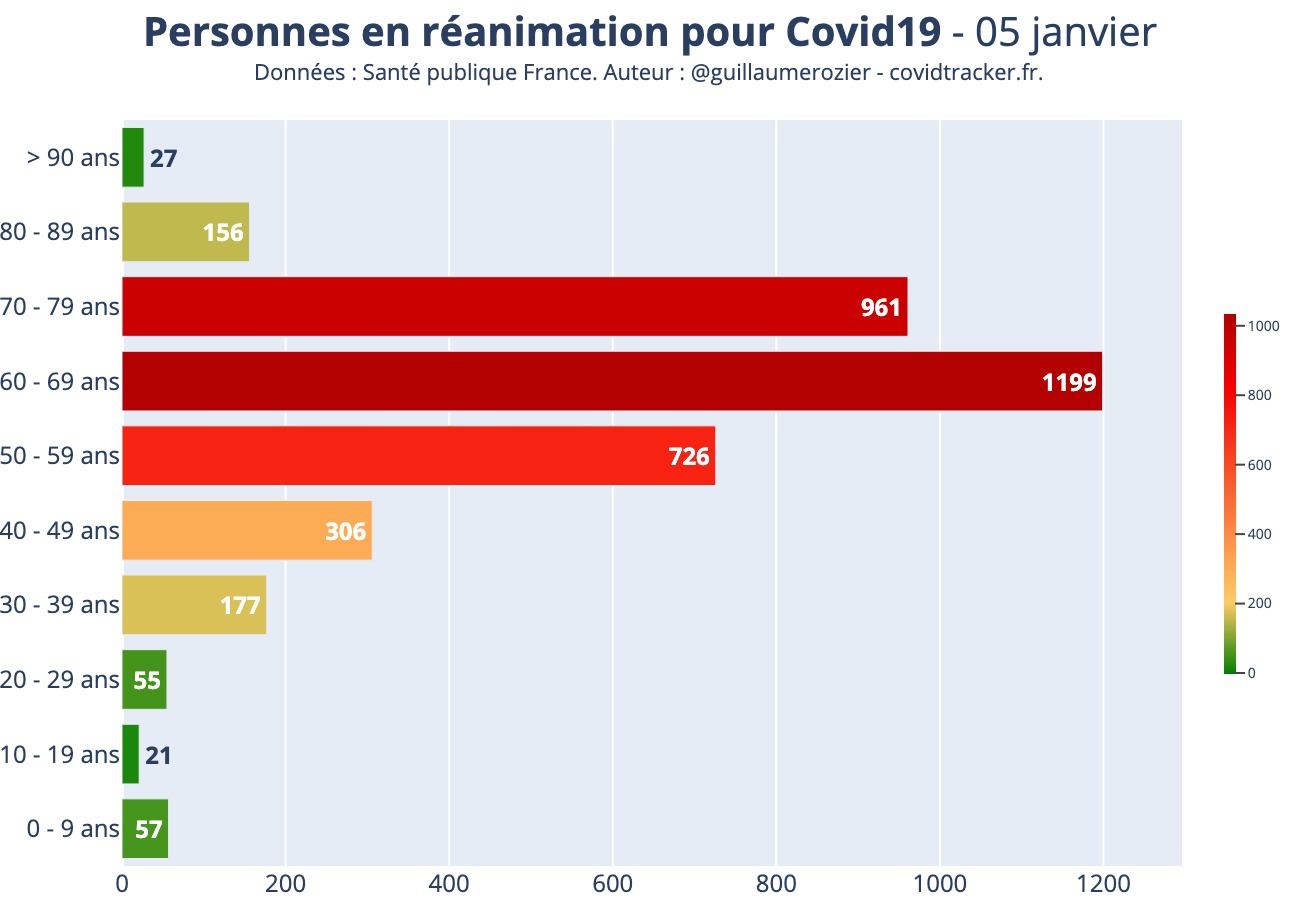 Personnes en réanimation pour Covid19 - 05 janvier
Données : Santé publique France. Auteur : @guillaumerozier - covidtracker.fr.
> 90 ans 27
80 - 89 ans 156
70 - 79 ans 961
60 - 69 ans 1199
50 - 59 ans 726
40 - 49 ans 306
30 - 39 ans 177
20 - 29 ans 55
10 - 19 ans 21
0 - 9 ans 57
0 200 400 600 800 1000 1200
1000
800
600
400
200
0